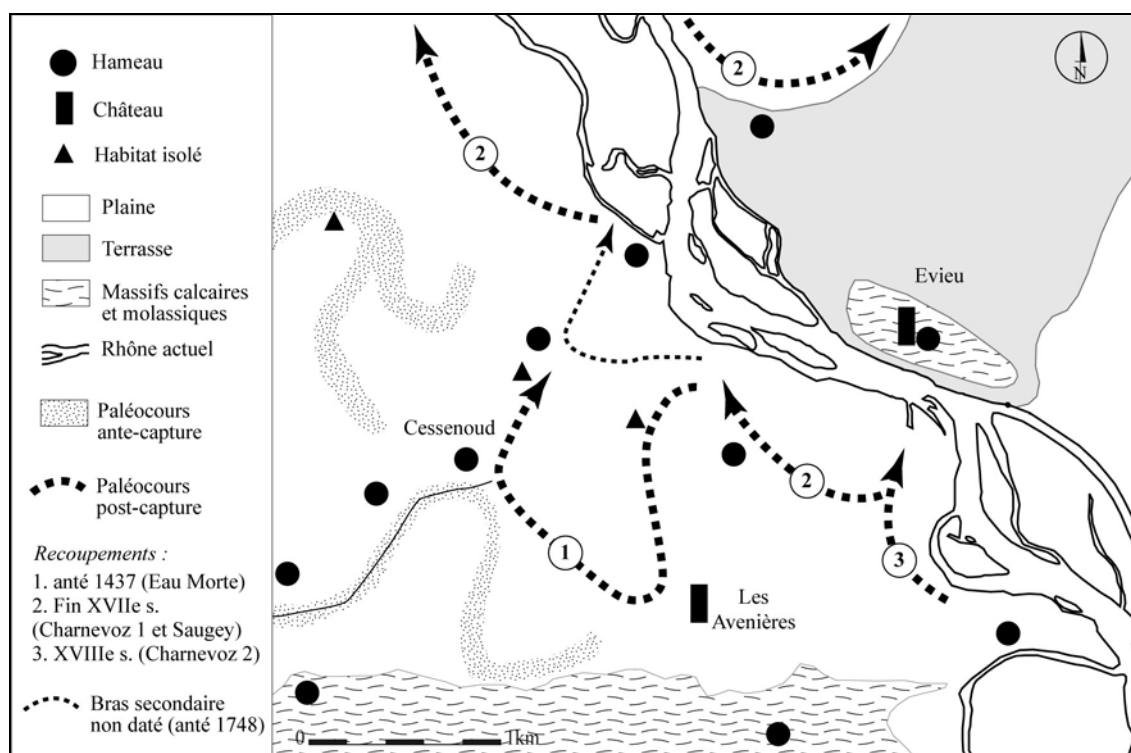 Hameau
Château
Habitat isolé
Plaine
Terrasse
Massifs calcaires
et molassiques
Rhône actuel
Paléocours
ante-capture
Paléocours
post-capture
Recoupements :
1. anté 1437 (Eau Morte)
2. Fin XVIIe s.
(Charnevoz 1 et Saugey)
3. XVIIIe s. (Charnevoz 2)
Bras secondaire
non daté (anté 1748)
2
N
2
Evieu
Cessenoud
2
1
3
Les
Avenières
0 1km